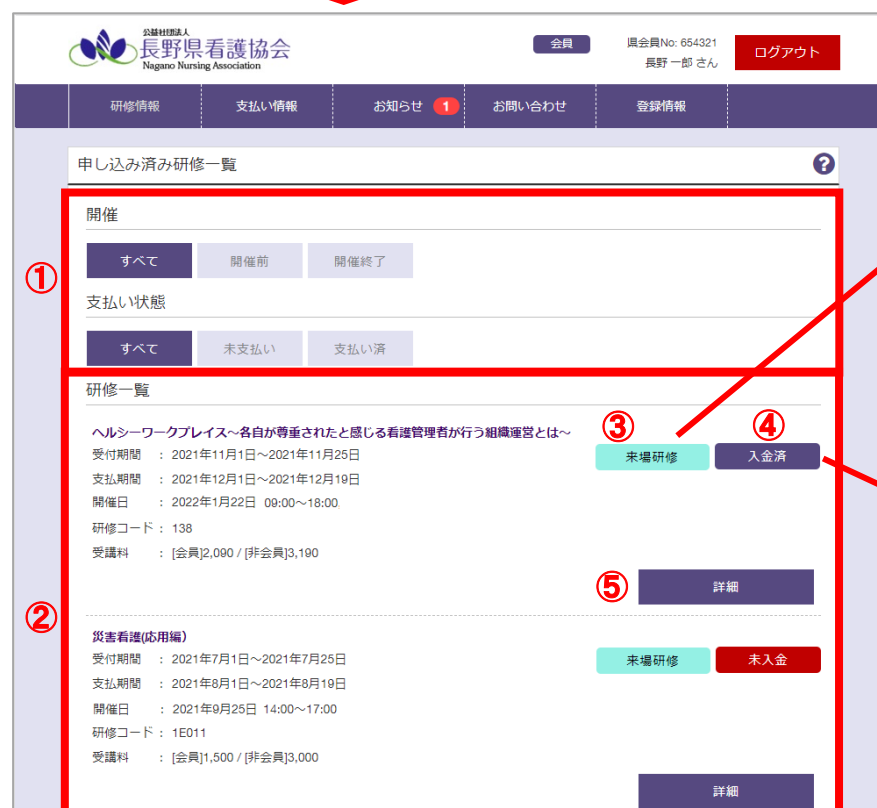 公益社団法人
長野県看護協会
Nagano Nursing Association
会員
県会員No: 654321
長野 一郎 さん
ログアウト
研修情報
支払い情報
お知らせ 1
お問い合わせ
登録情報
申し込み済み研修一覧
?
①
開催
すべて
開催前
開催終了
支払い状態
すべて
未支払い
支払い済
②
研修一覧
ヘルシーワークプレイス～各自が尊重されたと感じる看護管理者が行う組織運営とは～
③
④
受付期間 : 2021年11月1日～2021年11月25日
来場研修
入金済
支払期間 : 2021年12月1日～2021年12月19日
開催日 : 2022年1月22日 09:00～18:00
研修コード : 138
受講料 : [会員]2,090 / [非会員]3,190
⑤
詳細
災害看護(応用編)
受付期間 : 2021年7月1日～2021年7月25日
来場研修
未入金
支払期間 : 2021年8月1日～2021年8月19日
開催日 : 2021年9月25日 14:00～17:00
研修コード : 1E011
受講料 : [会員]1,500 / [非会員]3,000
詳細